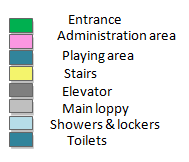 Entrance
Administration area
Playing area
Stairs
Elevator
Main loppy
Showers & lockers
Toilets